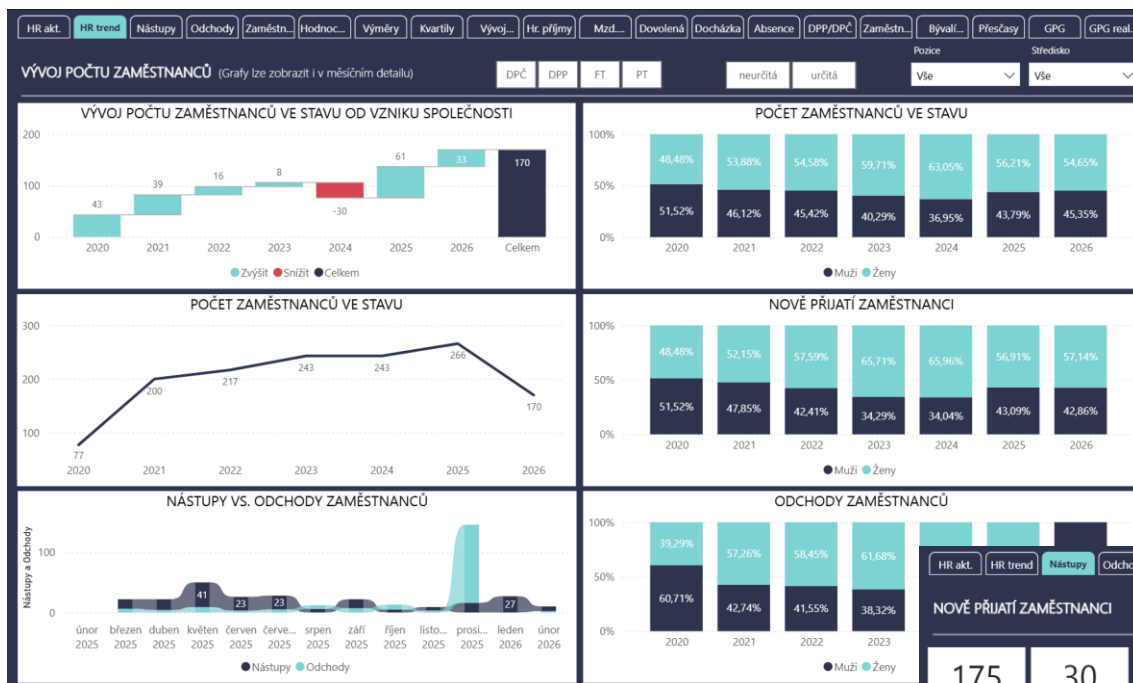 HR akt. HR trend Nástupy Odchody Zaměstn... Hodnoc... Výměry Kvartily Vývoj... Hr. příjmy Mzd.... Dovolená Docházka Absence DPP/DPČ Zaměstn... Bývalí... Přesčasy GPG GPG real.
Pozice Středisko
VÝVOJ POČTU ZAMĚSTNANCŮ (Grafy lze zobrazit i v měsíčním detailu) DPČ DPP FT PT neurčitá určitá Vše Vše
VÝVOJ POČTU ZAMĚSTNANCŮ VE STAVU OD VZNIKU SPOLEČNOSTI
200
100
0
43 39 16 8 -30 61 33 170
2020 2021 2022 2023 2024 2025 2026 Celkem
Zvýšit Snížit Celkem
POČET ZAMĚSTNANCŮ VE STAVU
100%
50%
0%
48,48% 53,88% 54,58% 59,71% 63,05% 56,21% 54,65%
51,52% 46,12% 45,42% 40,29% 36,95% 43,79% 45,35%
2020 2021 2022 2023 2024 2025 2026
Muži Ženy
POČET ZAMĚSTNANCŮ VE STAVU
300
200
100
77 200 217 243 243 266 170
2020 2021 2022 2023 2024 2025 2026
NOVĚ PŘIJATÍ ZAMĚSTNANCI
100%
50%
0%
48,48% 52,15% 57,59% 65,71% 65,96% 56,91% 57,14%
51,52% 47,85% 42,41% 34,29% 34,04% 43,09% 42,86%
2020 2021 2022 2023 2024 2025 2026
Muži Ženy
NÁSTUPY VS. ODCHODY ZAMĚSTNANCŮ
Nástupy a Odchody
100
0
41 23 23 27
únor březen duben květen červen červe... srpen září říjen listo... prosi... leden únor
2025 2025 2025 2025 2025 2025 2025 2025 2025 2025 2025 2026 2026
Nástupy Odchody
ODCHODY ZAMĚSTNANCŮ
100%
50%
0%
39,29% 57,26% 58,45% 61,68%
60,71% 42,74% 41,55% 38,32%
2020 2021 2022 2023
Muži Ženy
HR akt. HR trend Nástupy Odcho
NOVĚ PŘIJATÍ ZAMĚSTNANCI
175 30